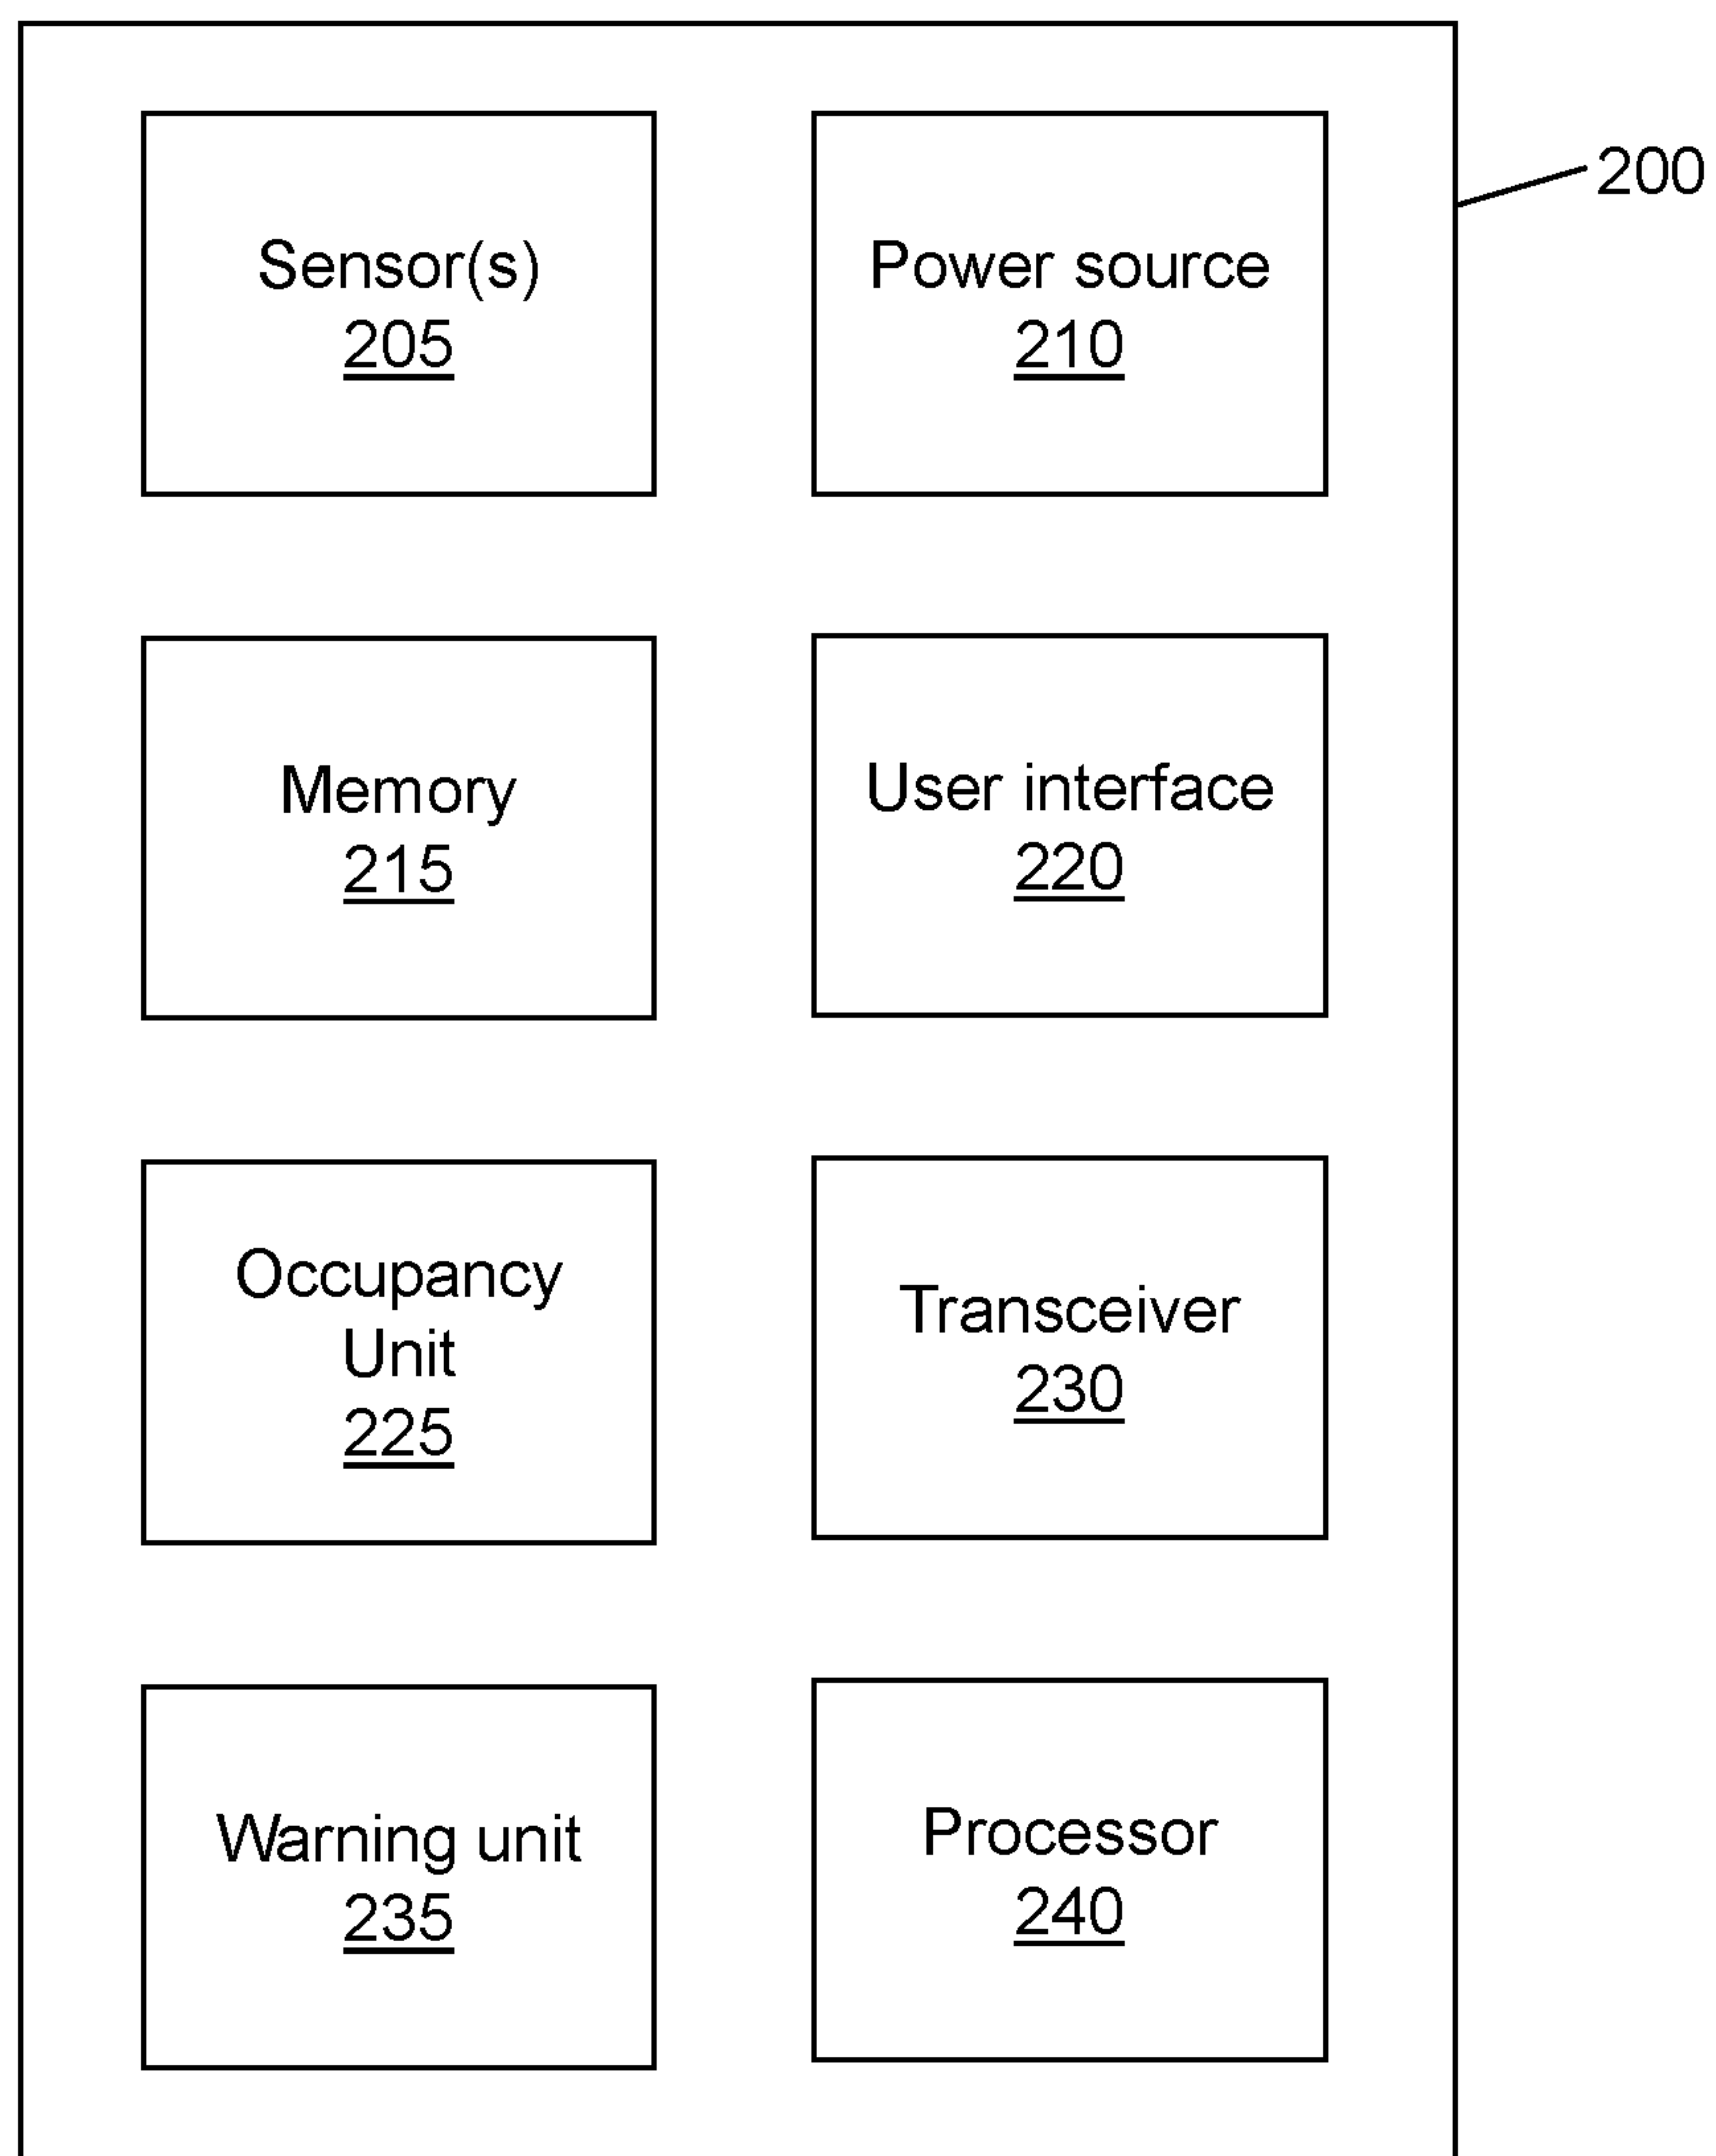 200
Sensor(s)
205
Power source
210
Memory
215
User interface
220
Occupancy
Unit
225
Transceiver
230
Warning unit
235
Processor
240